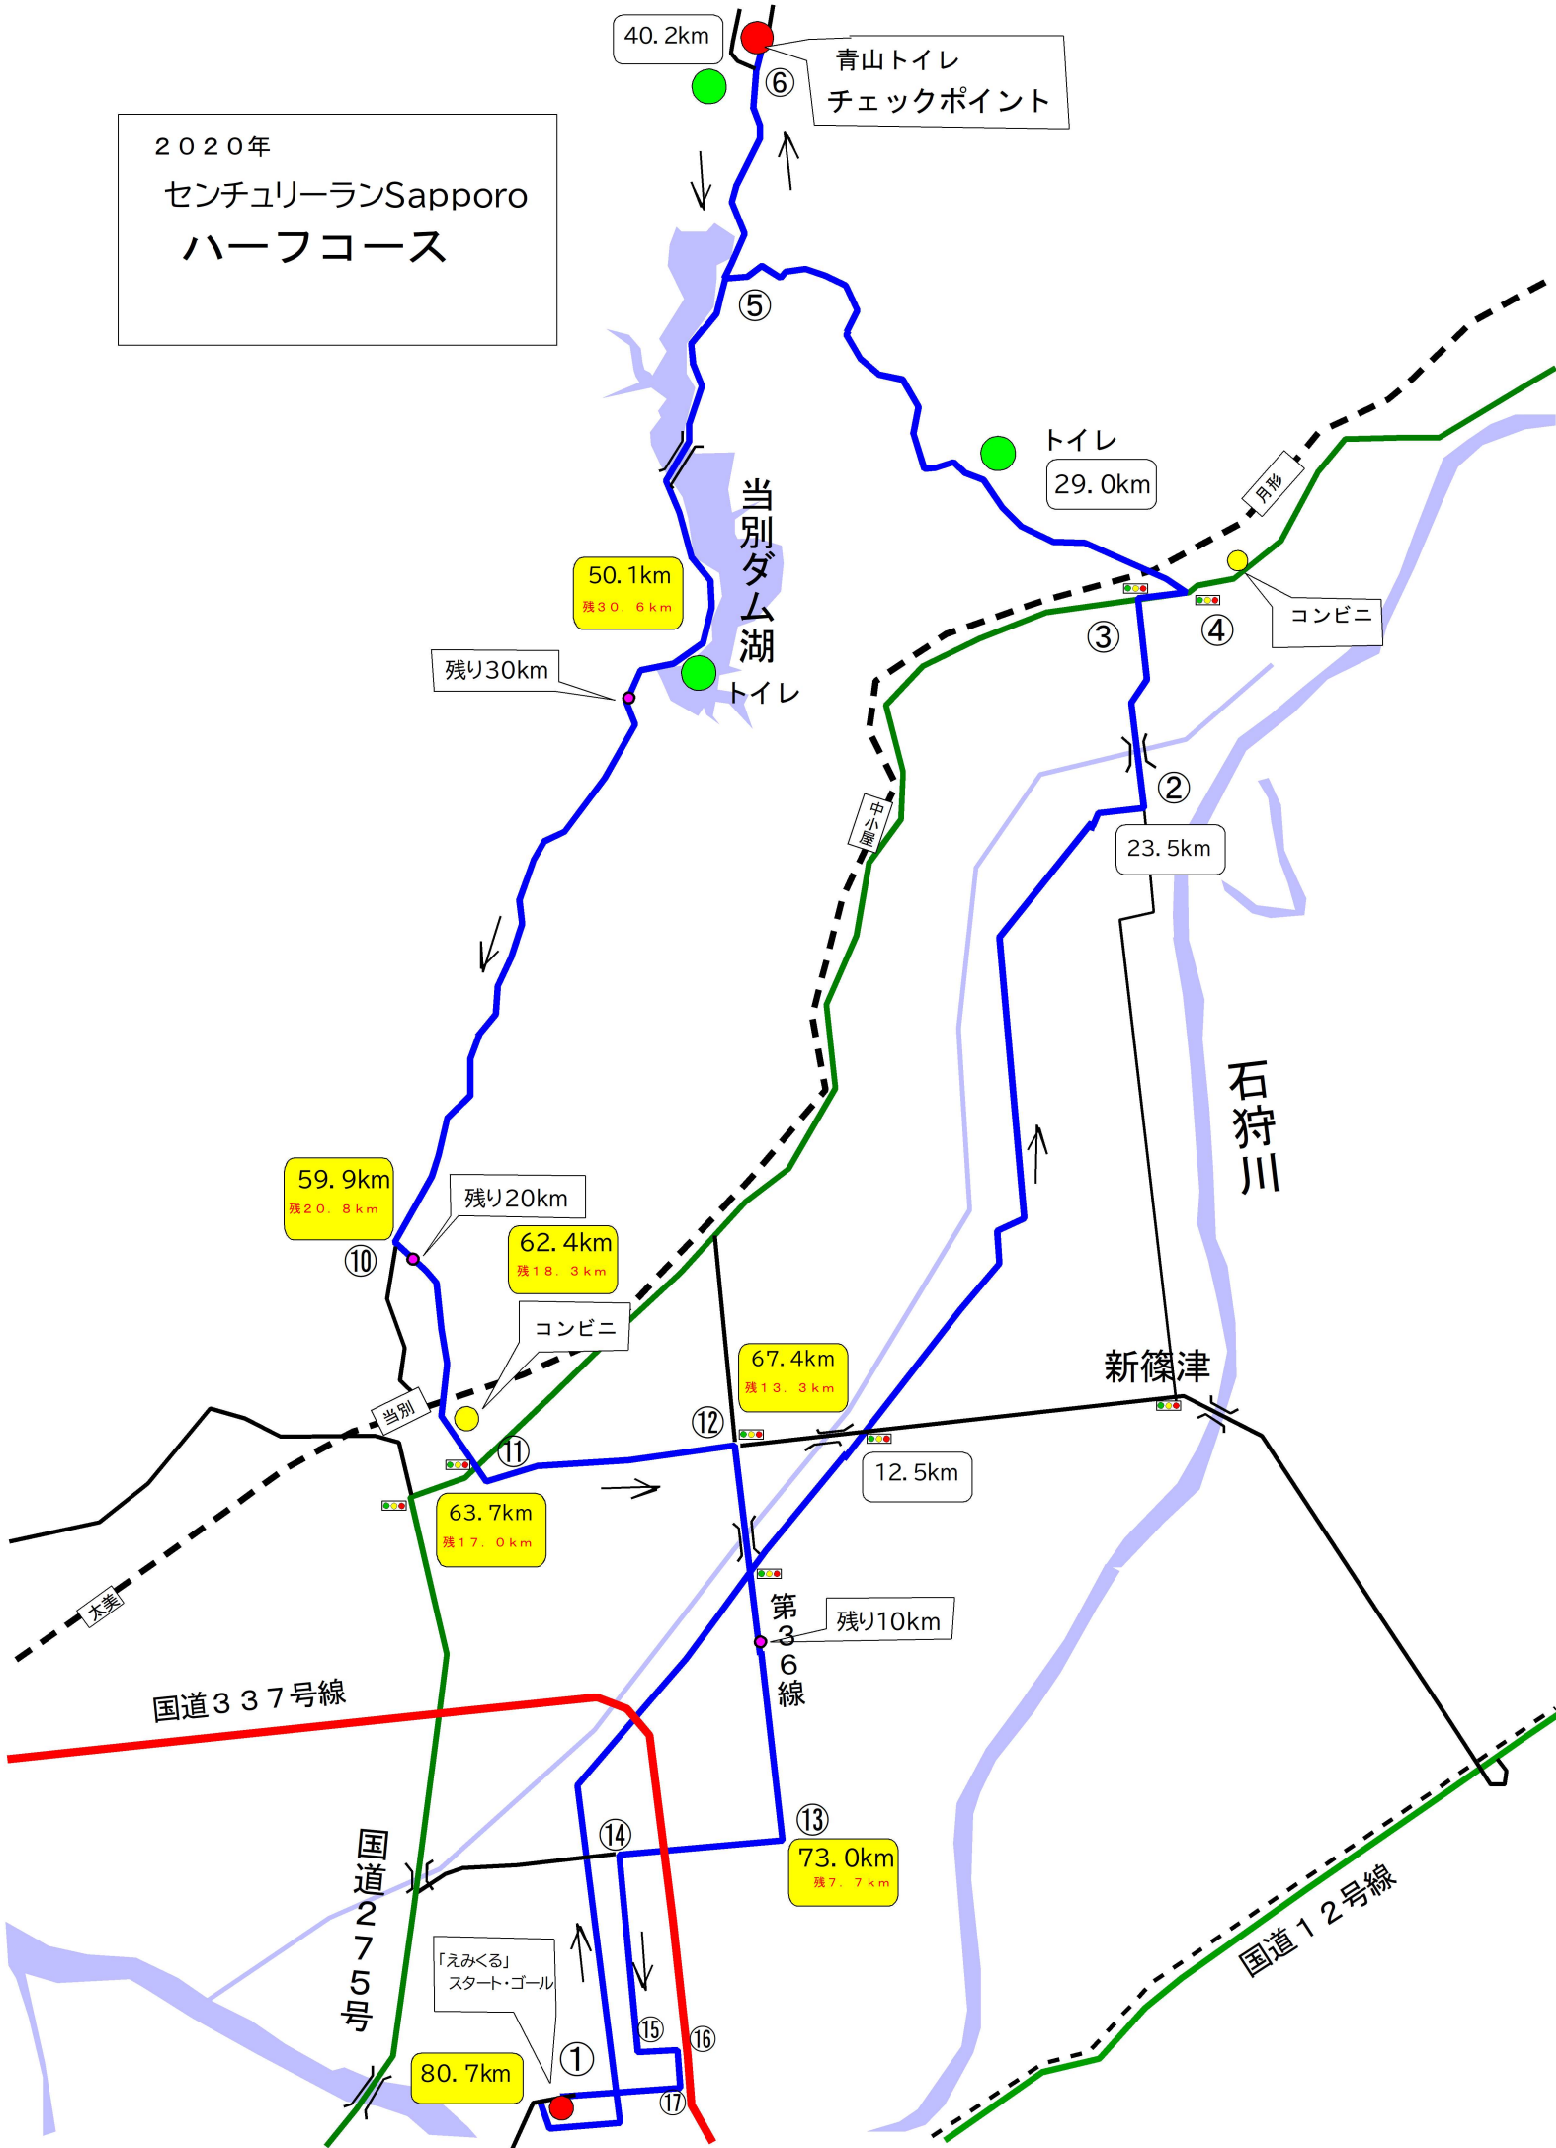 40.2km
青山トイレ
チェックポイント
⑥
2020年
センチュリーランSapporo
ハーフコース
⑤
トイレ
29.0km
月形
当別ダム湖
50.1km
残30.6km
コンビニ
③
④
残り30km
トイレ
②
中小屋
23.5km
石狩川
59.9km
残20.8km
残り20km
⑩
62.4km
残18.3km
コンビニ
67.4km
残13.3km
新篠津
当別
⑫
⑪
12.5km
63.7km
残17.0km
太美
第36線
残り10km
国道337号線
⑬
⑭
73.0km
残7.7km
国道275号
国道12号線
「えみくる」
スタート・ゴール
⑮
⑯
①
80.7km
⑰